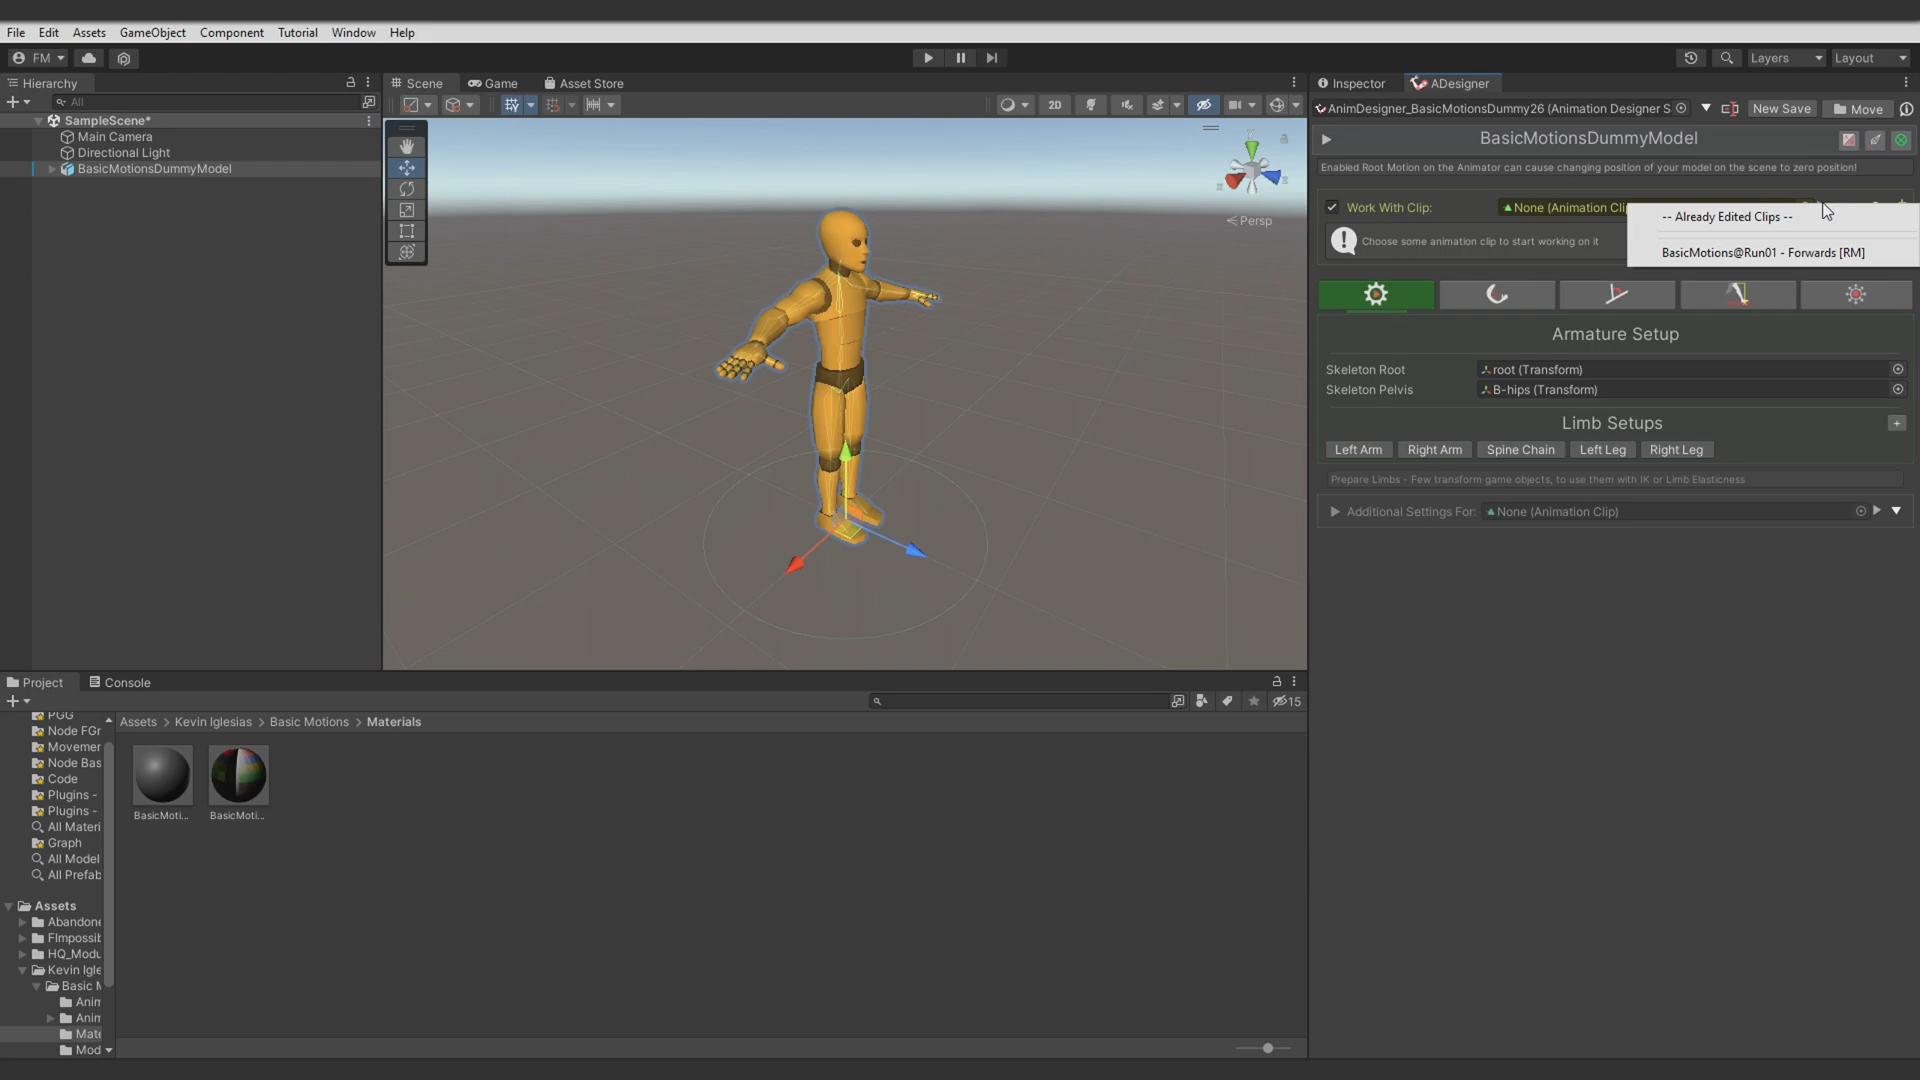 File Edit Assets GameObject Component Tutorial Window Help
FM
Layers Layout
Hierarchy
All
SampleScene*
Main Camera
Directional Light
BasicMotionsDummyModel
Scene Game Asset Store
2D
Persp
Inspector ADesigner
AnimDesigner_BasicMotionsDummy26 (Animation Designer S New Save Move
BasicMotionsDummyModel
Enabled Root Motion on the Animator can cause changing position of your model on the scene to zero position!
Work With Clip: None (Animation Clip
-- Already Edited Clips --
Choose some animation clip to start working on it
BasicMotions@Run01 - Forwards [RM]
Armature Setup
Skeleton Root root (Transform)
Skeleton Pelvis B-hips (Transform)
Limb Setups
+
Left Arm Right Arm Spine Chain Left Leg Right Leg
Prepare Limbs - Few transform game objects, to use them with IK or Limb Elasticness
Additional Settings For: None (Animation Clip)
Project Console
15
Assets > Kevin Iglesias > Basic Motions > Materials
PGG
Node FGr
Movemer
Node Bas
Code
Plugins -
Plugins -
All Materi
Graph
All Model
All Prefab
Assets
Abandone
FImpossib
HQ_Modu
Kevin Igle
Basic M
Anim
Anim
Mate
Mod
BasicMoti...
BasicMoti...